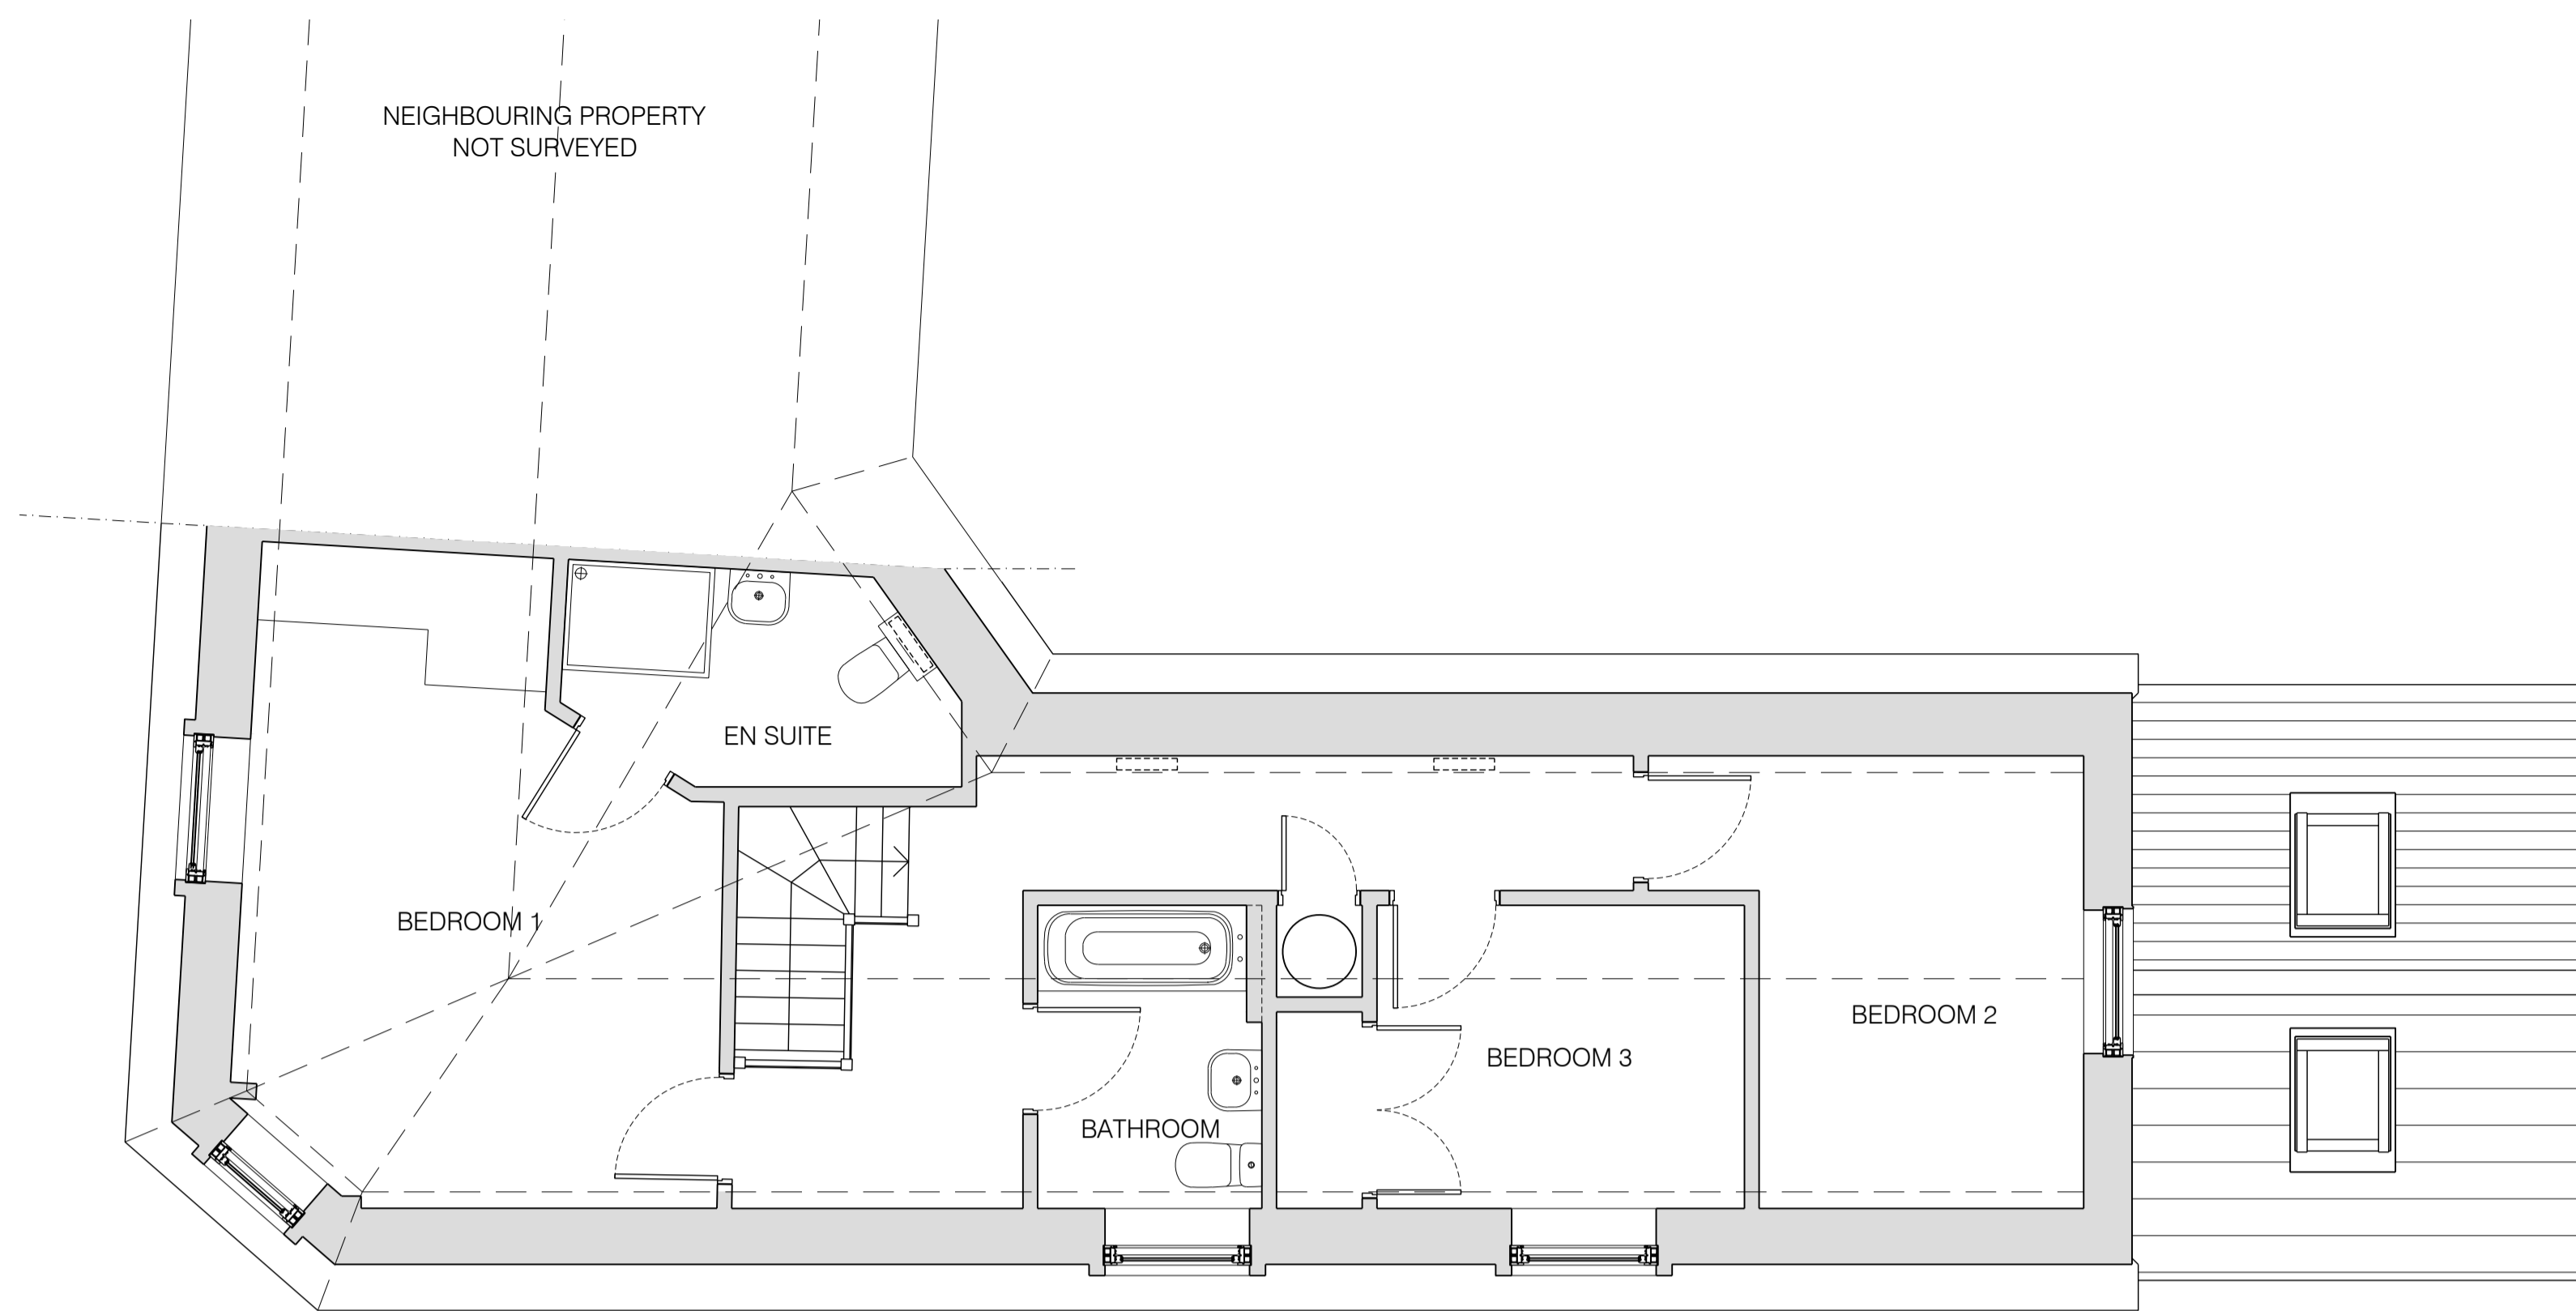 NEIGHBOURING PROPERTY
NOT SURVEYED
EN SUITE
BEDROOM 1
BEDROOM 2
BEDROOM 3
BATHROOM